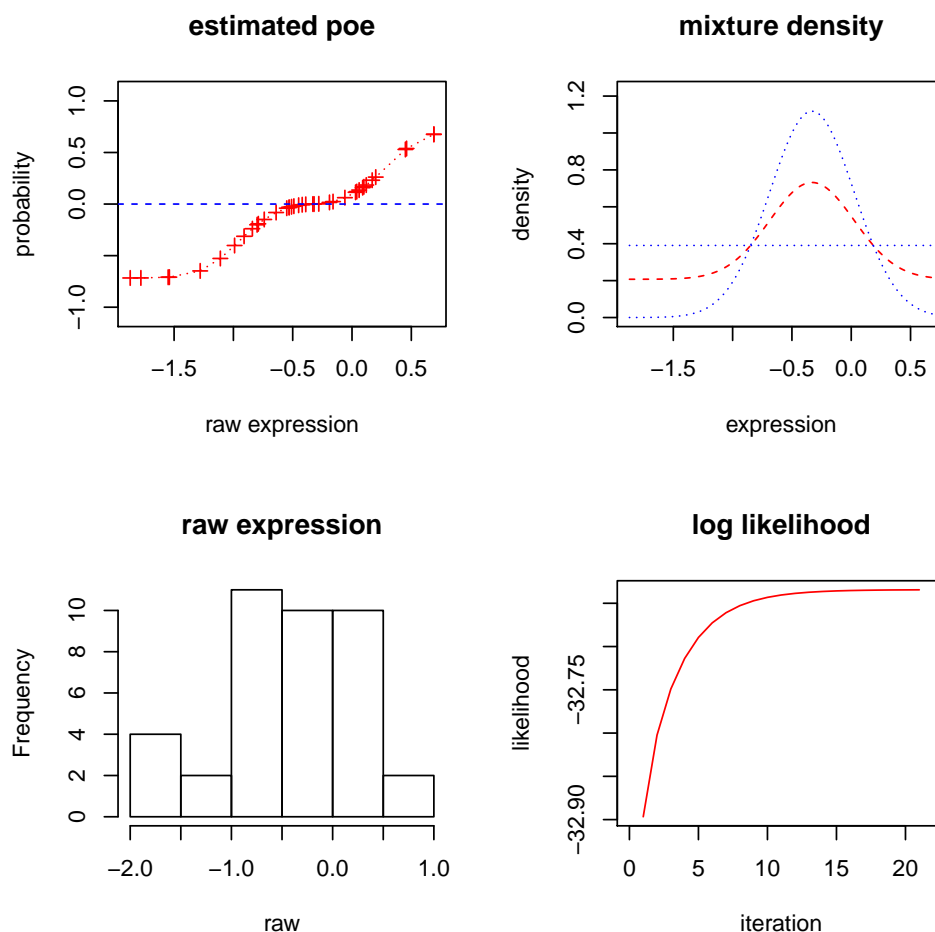 estimated poe
probability
−1.0
0.0
0.5
1.0
−1.5
−0.5
0.0
0.5
raw expression
mixture density
density
0.0
0.4
0.8
1.2
−1.5
−0.5
0.0
0.5
expression
raw expression
Frequency
0
2
4
6
8
10
−2.0
−1.0
0.0
1.0
raw
log likelihood
likelihood
−32.90
−32.75
0
5
10
15
20
iteration